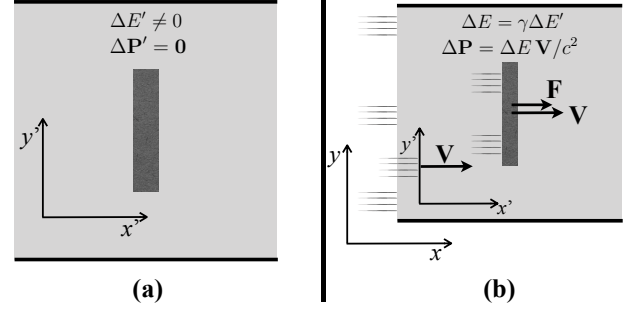 ΔE′ ≠ 0
ΔP′ = 0
y'
x'
(a)
ΔE = γΔE′
ΔP = ΔE V/c²
F
V
y'
V
y
x'
x
(b)